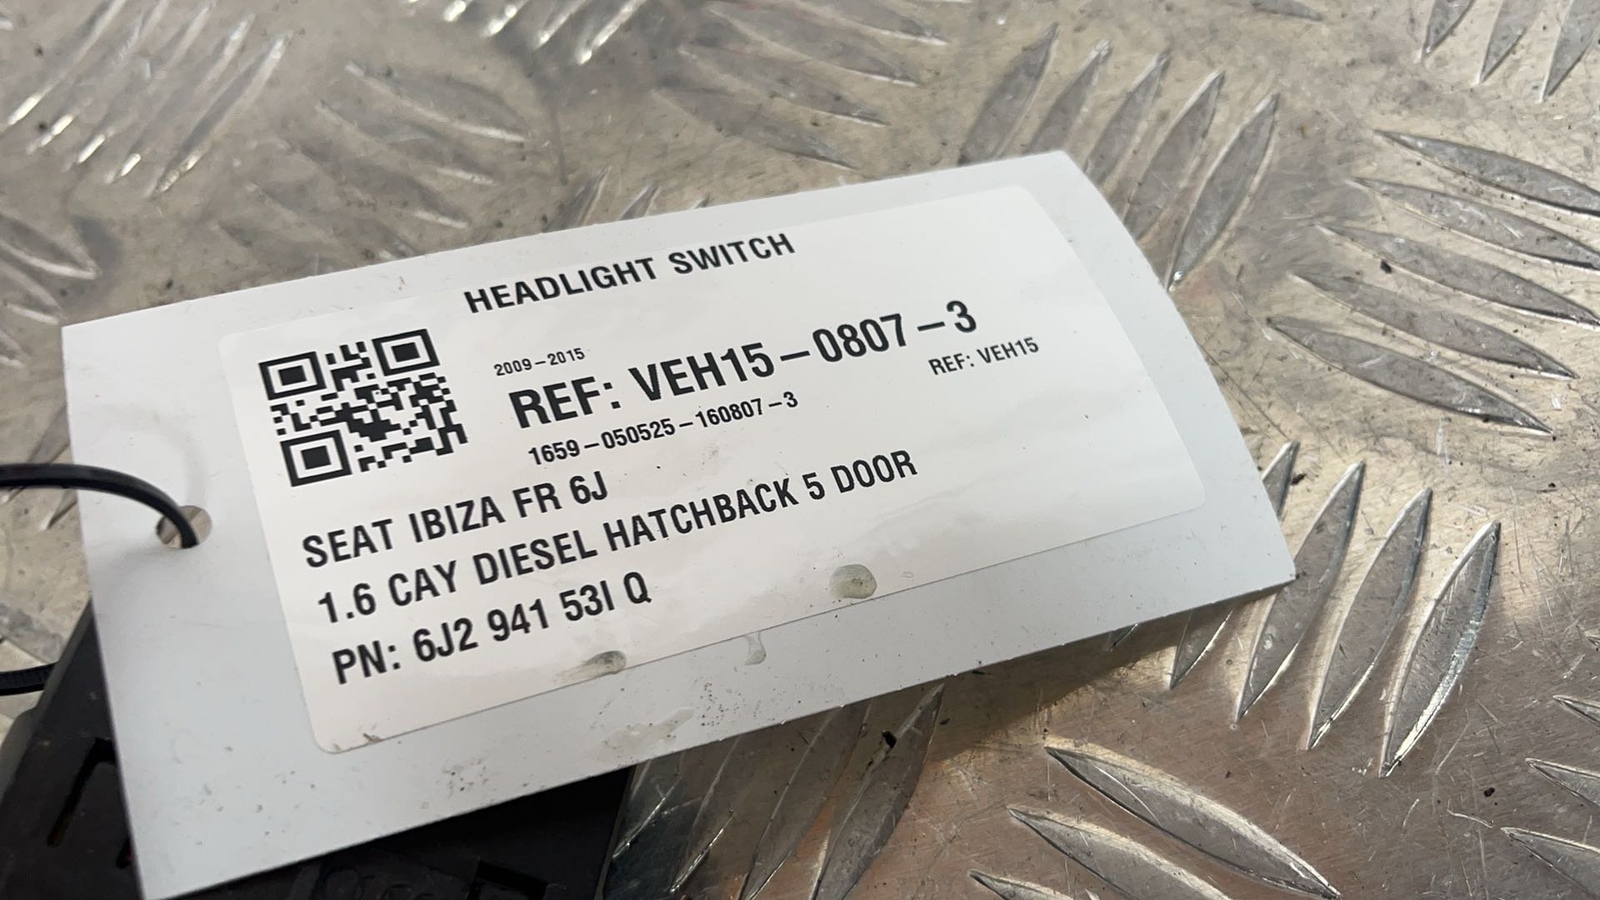 HEADLIGHT SWITCH
2009-2015
REF: VEH15-0807-3
REF: VEH15
1659-050525-160807-3
SEAT IBIZA FR 6J
1.6 CAY DIESEL HATCHBACK 5 DOOR
PN: 6J2 941 53I Q